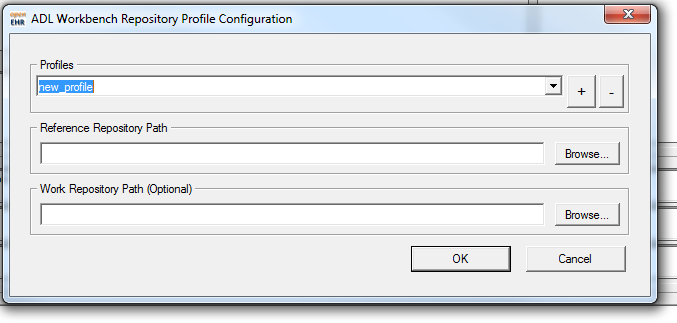 open
EHR
ADL Workbench Repository Profile Configuration
Profiles
new_profile
+
-
Reference Repository Path
Browse...
Work Repository Path (Optional)
Browse...
OK
Cancel